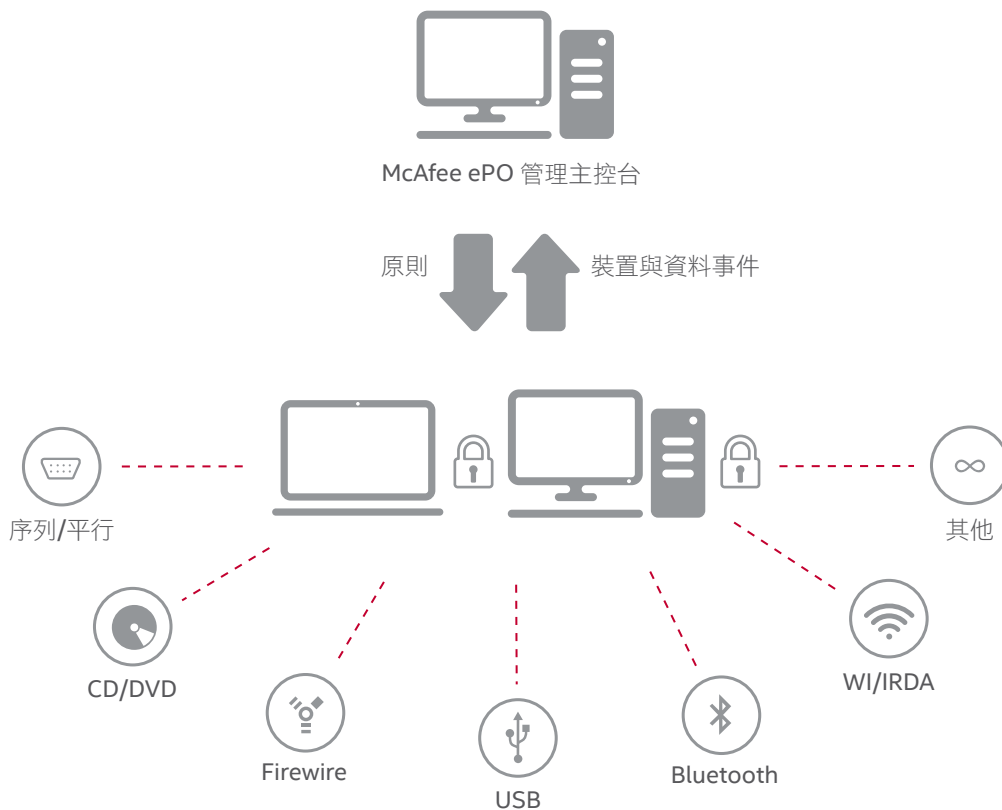 McAfee ePO 管理主控台
原則
裝置與資料事件
序列/平行
其他
CD/DVD
WI/IRDA
Firewire
Bluetooth
USB